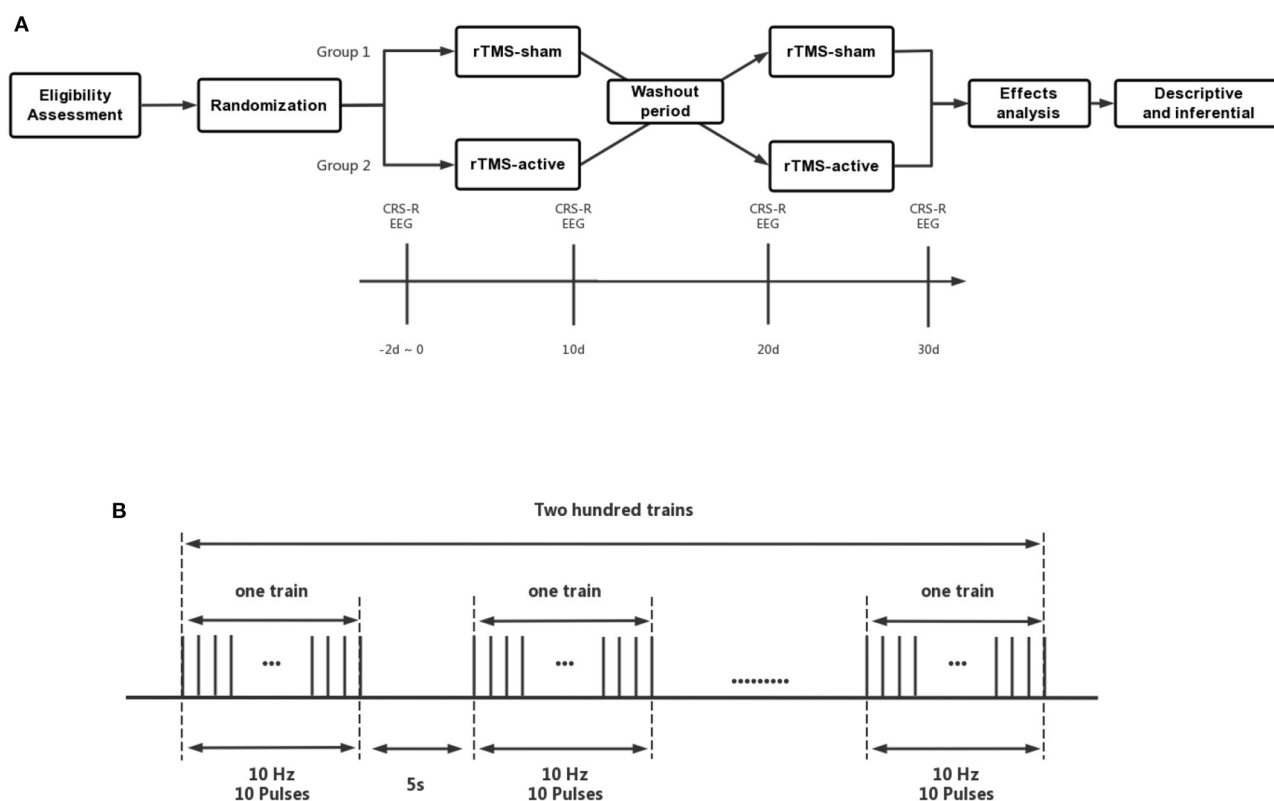 A
Group 1
rTMS-sham
rTMS-sham
Eligibility
Assessment
Randomization
Washout
period
Effects
analysis
Descriptive
and inferential
Group 2
rTMS-active
rTMS-active
CRS-R
EEG
CRS-R
EEG
CRS-R
EEG
CRS-R
EEG
-2d ~ 0
10d
20d
30d
B
Two hundred trains
one train
one train
one train
...
...
.........
...
10 Hz
10 Pulses
5s
10 Hz
10 Pulses
10 Hz
10 Pulses